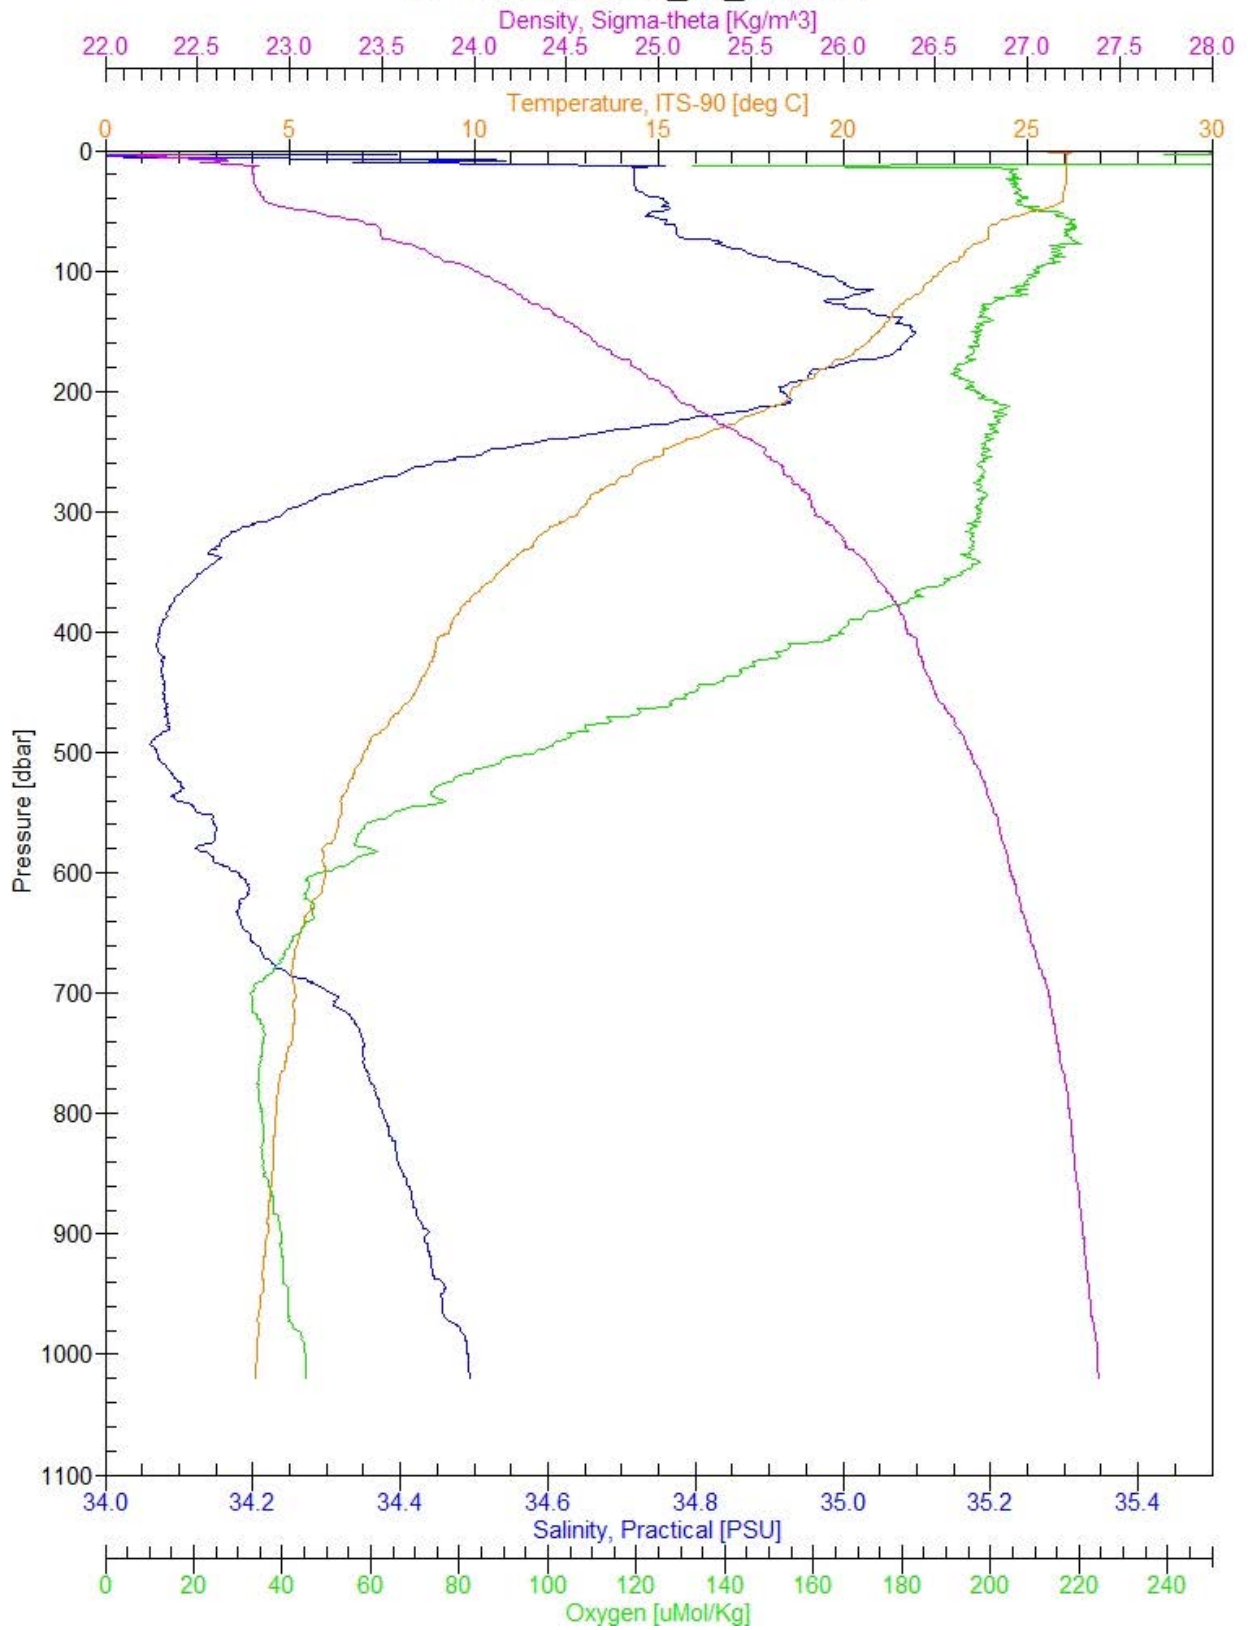 Density, Sigma-theta [Kg/m^3]
22.0 22.5 23.0 23.5 24.0 24.5 25.0 25.5 26.0 26.5 27.0 27.5 28.0
Temperature, ITS-90 [deg C]
0 5 10 15 20 25 30
0
100
200
300
400
500
600
700
800
900
1000
1100
Pressure [dbar]
34.0 34.2 34.4 34.6 34.8 35.0 35.2 35.4
Salinity, Practical [PSU]
0 20 40 60 80 100 120 140 160 180 200 220 240
Oxygen [uMol/Kg]